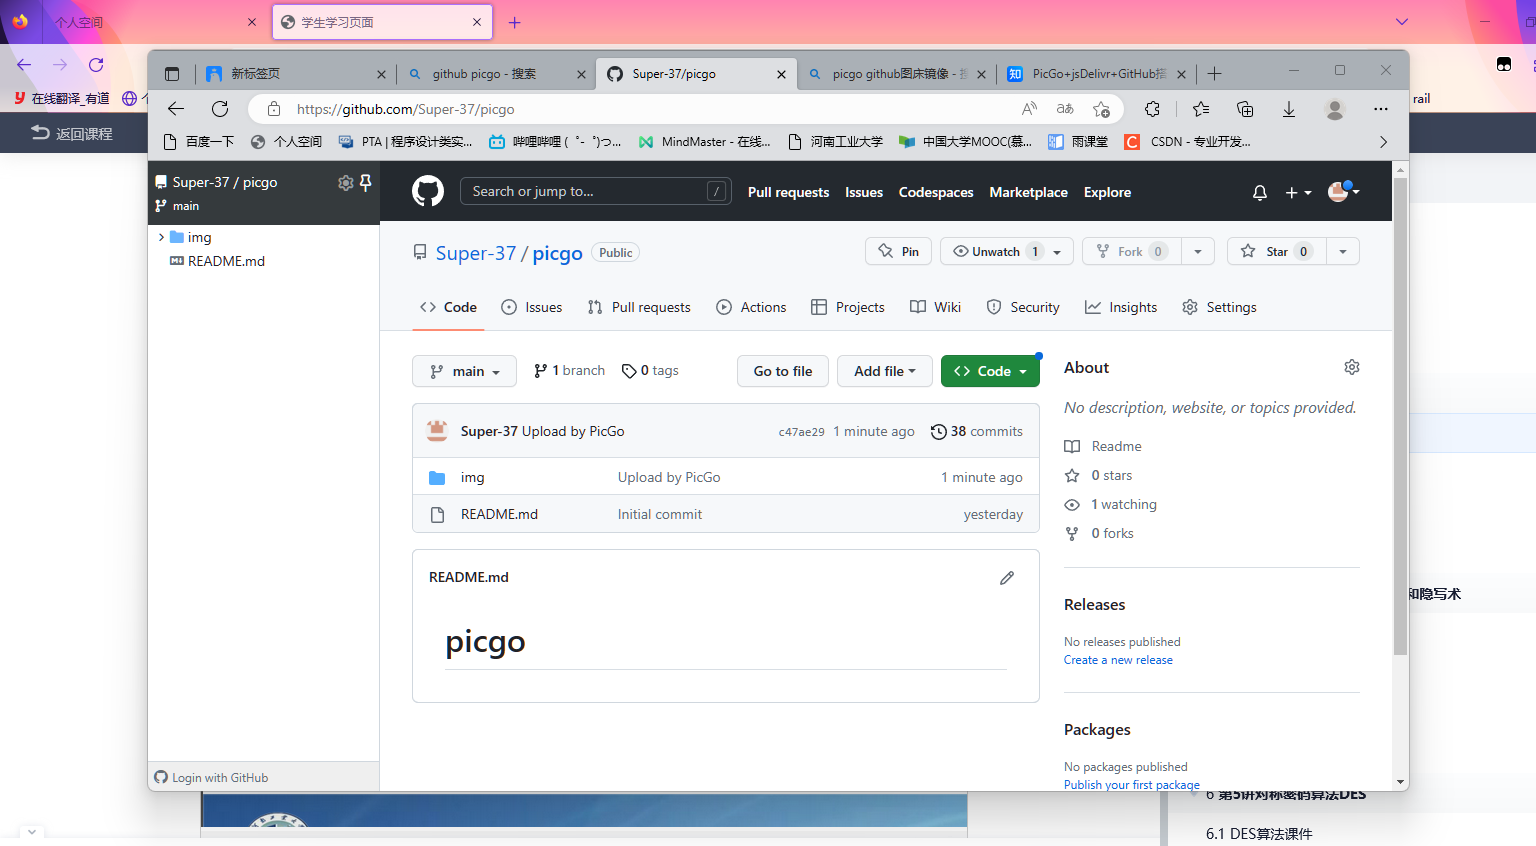 个人空间
学生学习页面
在线翻译_有道
rail
返回课程
新标签页
github picgo - 搜索
Super-37/picgo
picgo github图床镜像 - 搜
PicGo+jsDelivr+GitHub搭
https://github.com/Super-37/picgo
百度一下
个人空间
PTA | 程序设计类实...
哔哩哔哩 (゜-゜)つ...
MindMaster - 在线...
河南工业大学
中国大学MOOC(慕...
雨课堂
CSDN - 专业开发...
Super-37 / picgo
main
img
README.md
Login with GitHub
Search or jump to...
/
Pull requests
Issues
Codespaces
Marketplace
Explore
Super-37 / picgo
Public
Pin
Unwatch 1
Fork 0
Star 0
Code
Issues
Pull requests
Actions
Projects
Wiki
Security
Insights
Settings
main
1 branch
0 tags
Go to file
Add file
Code
Super-37 Upload by PicGo
c47ae29 1 minute ago
38 commits
img
Upload by PicGo
1 minute ago
README.md
Initial commit
yesterday
README.md
picgo
About
No description, website, or topics provided.
Readme
0 stars
1 watching
0 forks
Releases
No releases published
Create a new release
Packages
No packages published
Publish your first package
和隐写术
6 第5讲对称密码算法DES
6.1 DES算法课件